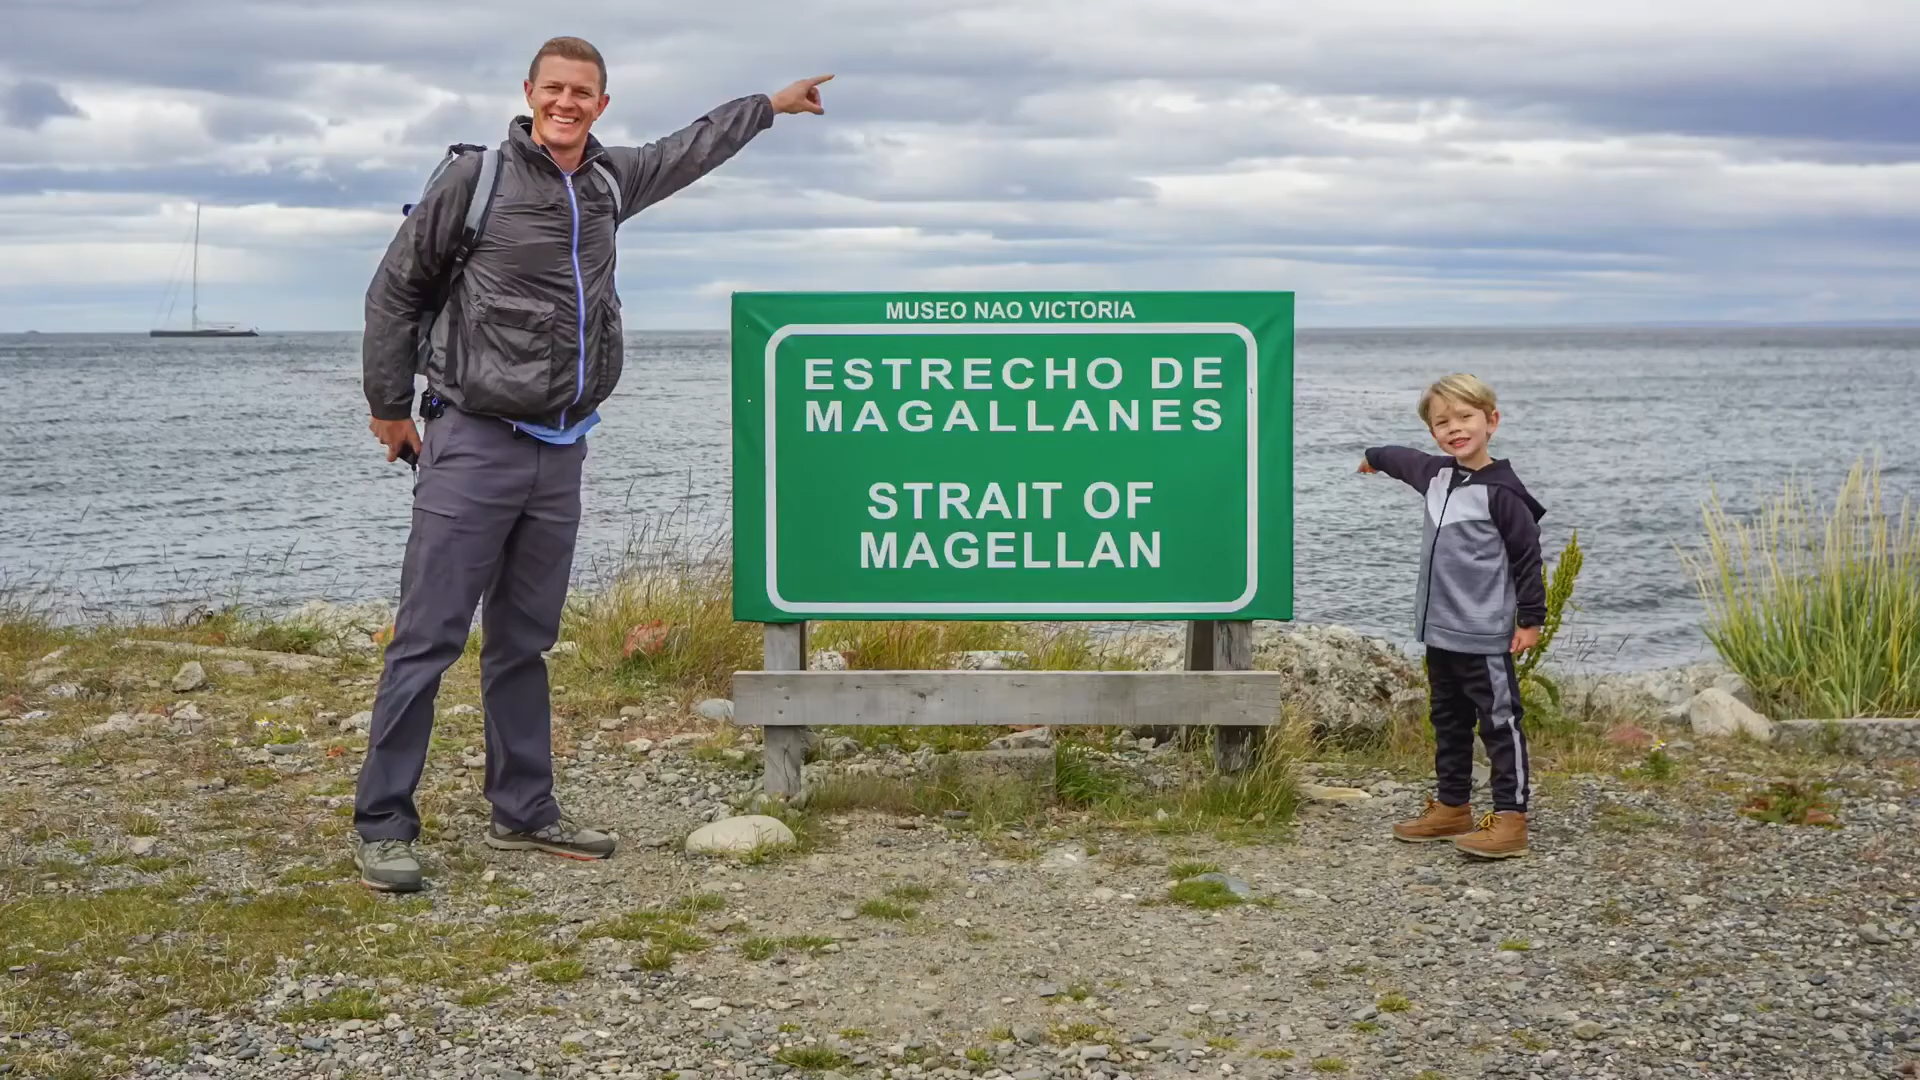 MUSEO NAO VICTORIA
ESTRECHO DE
MAGALLANES
STRAIT OF
MAGELLAN